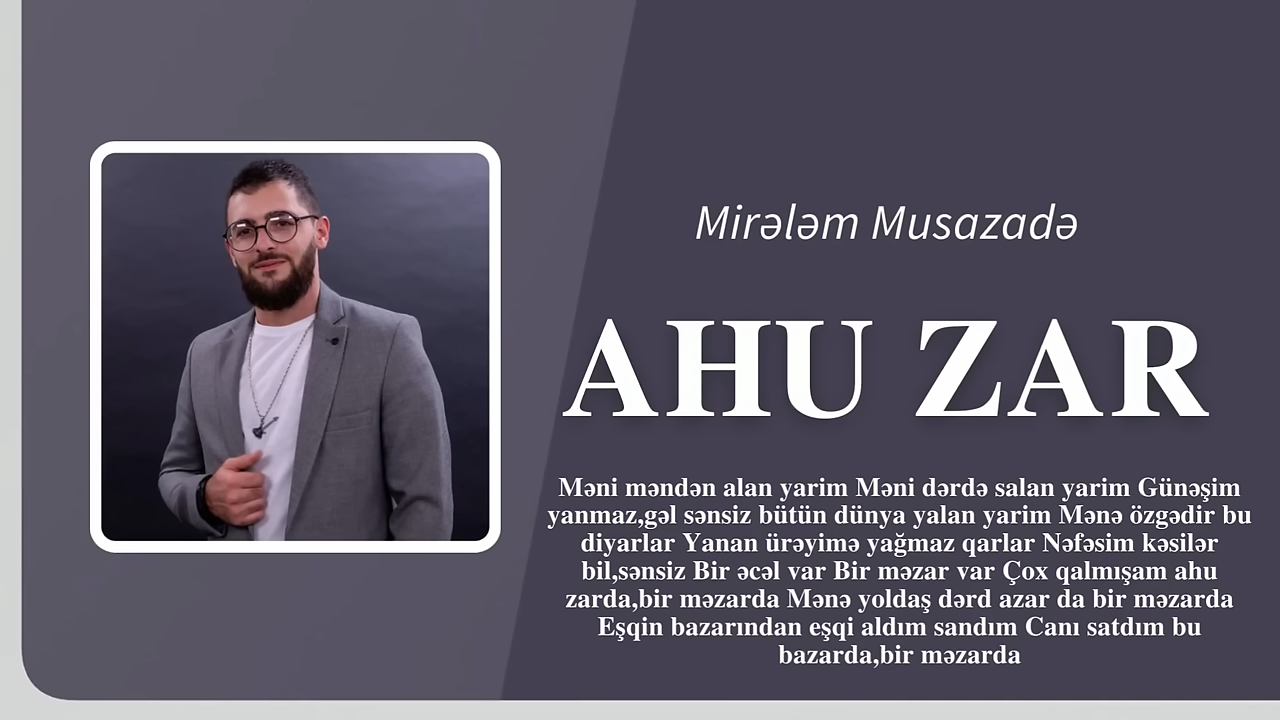 Mirələm Musazadə
AHU ZAR
Məni məndən alan yarim Məni dərdə salan yarim Günəşim
yanmaz,gəl sənsiz bütün dünya yalan yarim Mənə özgədir bu
diyarlar Yanan ürəyimə yağmaz qarlar Nəfəsim kəsilər
bil,sənsiz Bir əcəl var Bir məzar var Çox qalmışam ahu
zarda,bir məzarda Mənə yoldaş dərd azar da bir məzarda
Eşqin bazarından eşqi aldım sandım Canı satdım bu
bazarda,bir məzarda